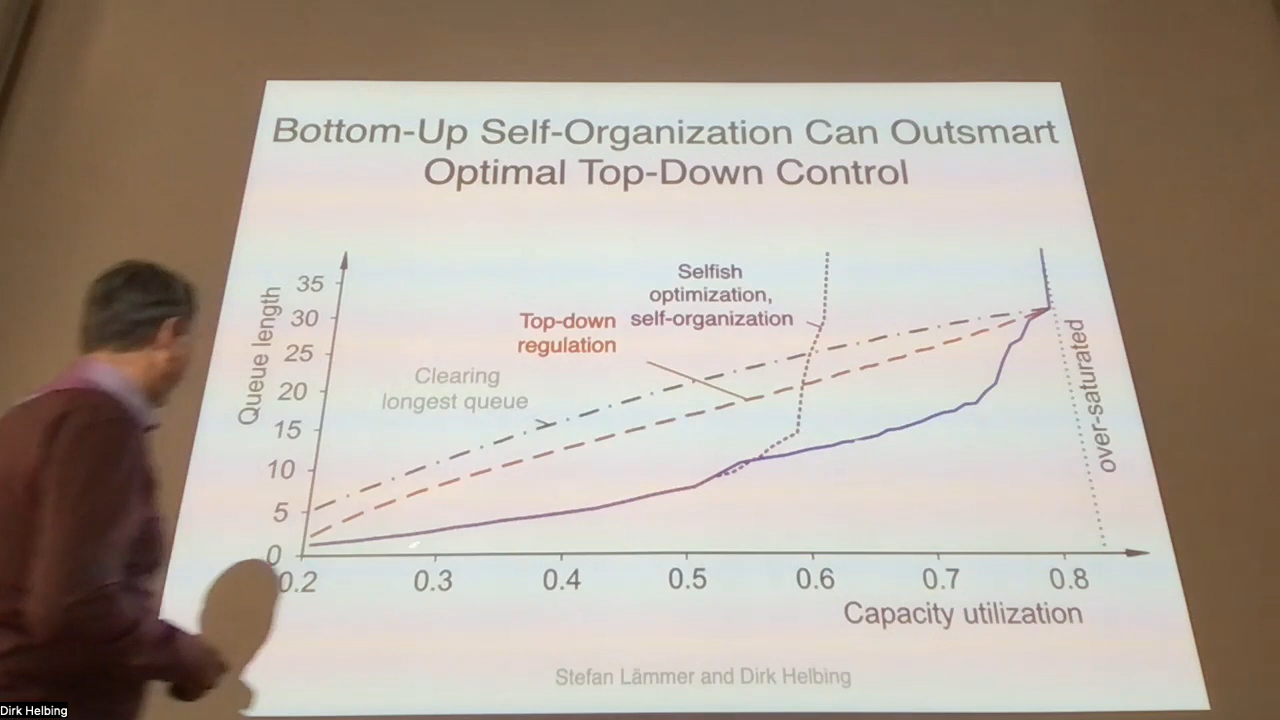 Bottom-Up Self-Organization Can Outsmart
Optimal Top-Down Control
Queue length
35
30
25
20
15
10
5
0
Selfish
optimization,
self-organization
Top-down
regulation
Clearing
longest queue
over-saturated
0.2
0.3
0.4
0.5
0.6
0.7
0.8
Capacity utilization
Stefan Lämmer and Dirk Helbing
Dirk Helbing